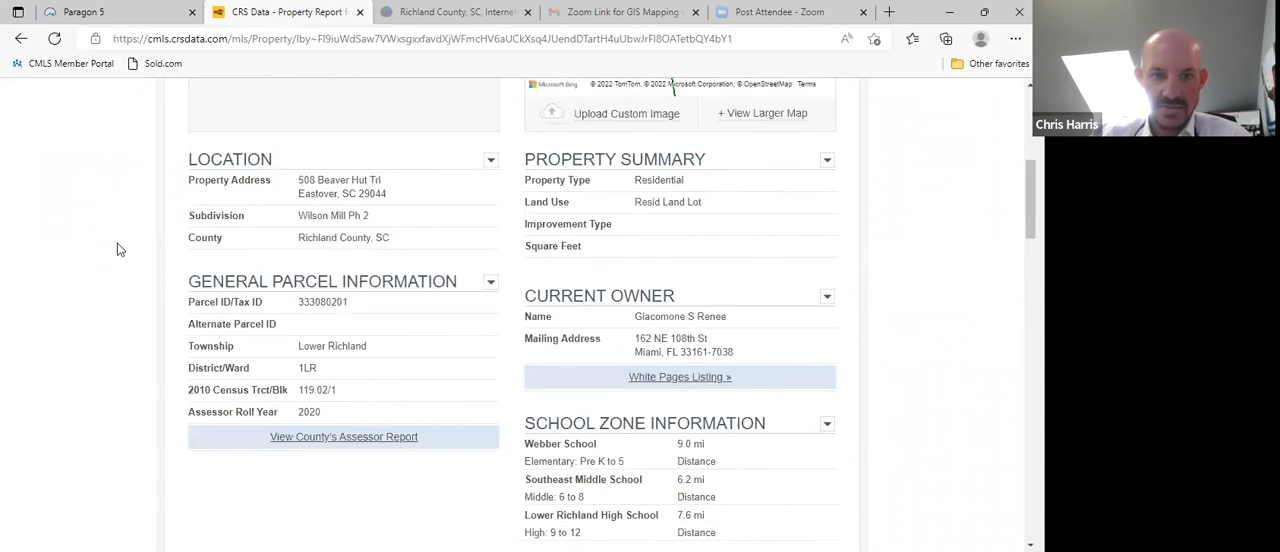 Paragon 5
CRS Data - Property Report f
Richland County, SC, Interne
Zoom Link for GIS Mapping
Post Attendee - Zoom
https://cmls.crsdata.com/mls/Property/
CMLS Member Portal
Sold.com
Other favorites
Microsoft Bing
© 2022 TomTom, © 2022 Microsoft Corporation, © OpenStreetMap Terms
Upload Custom Image
+ View Larger Map
Chris Harris
LOCATION
Property Address 508 Beaver Hut Trl
Eastover, SC 29044
Subdivision Wilson Mill Ph 2
County Richland County, SC
GENERAL PARCEL INFORMATION
Parcel ID/Tax ID 333080201
Alternate Parcel ID
Township Lower Richland
District/Ward 1LR
2010 Census Trct/Blk 119.02/1
Assessor Roll Year 2020
View County's Assessor Report
PROPERTY SUMMARY
Property Type Residential
Land Use Resid Land Lot
Improvement Type
Square Feet
CURRENT OWNER
Name Giacomone S Renee
Mailing Address 162 NE 108th St
Miami, FL 33161-7038
White Pages Listing »
SCHOOL ZONE INFORMATION
Webber School 9.0 mi
Elementary: Pre K to 5 Distance
Southeast Middle School 6.2 mi
Middle: 6 to 8 Distance
Lower Richland High School 7.6 mi
High: 9 to 12 Distance